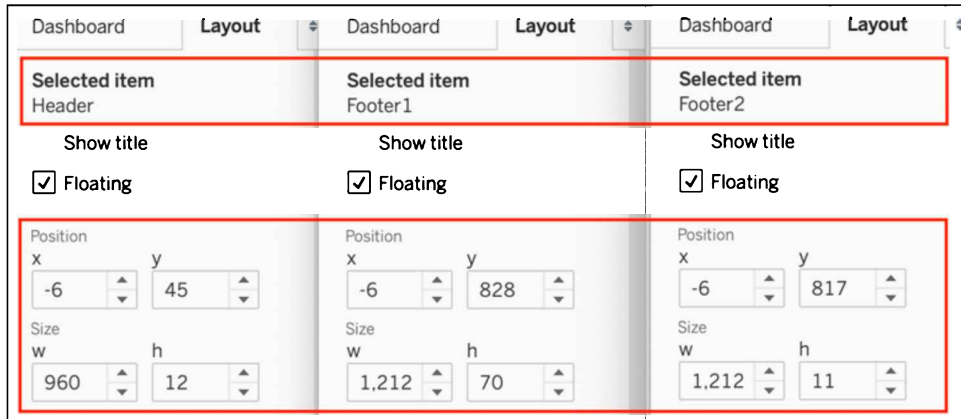 Dashboard Layout Dashboard Layout Dashboard Layout
Selected item Selected item Selected item
Header Footer1 Footer2
Show title Show title Show title
Floating Floating Floating
Position Position Position
x y x y x y
-6 45 -6 828 -6 817
Size Size Size
w h w h w h
960 12 1,212 70 1,212 11